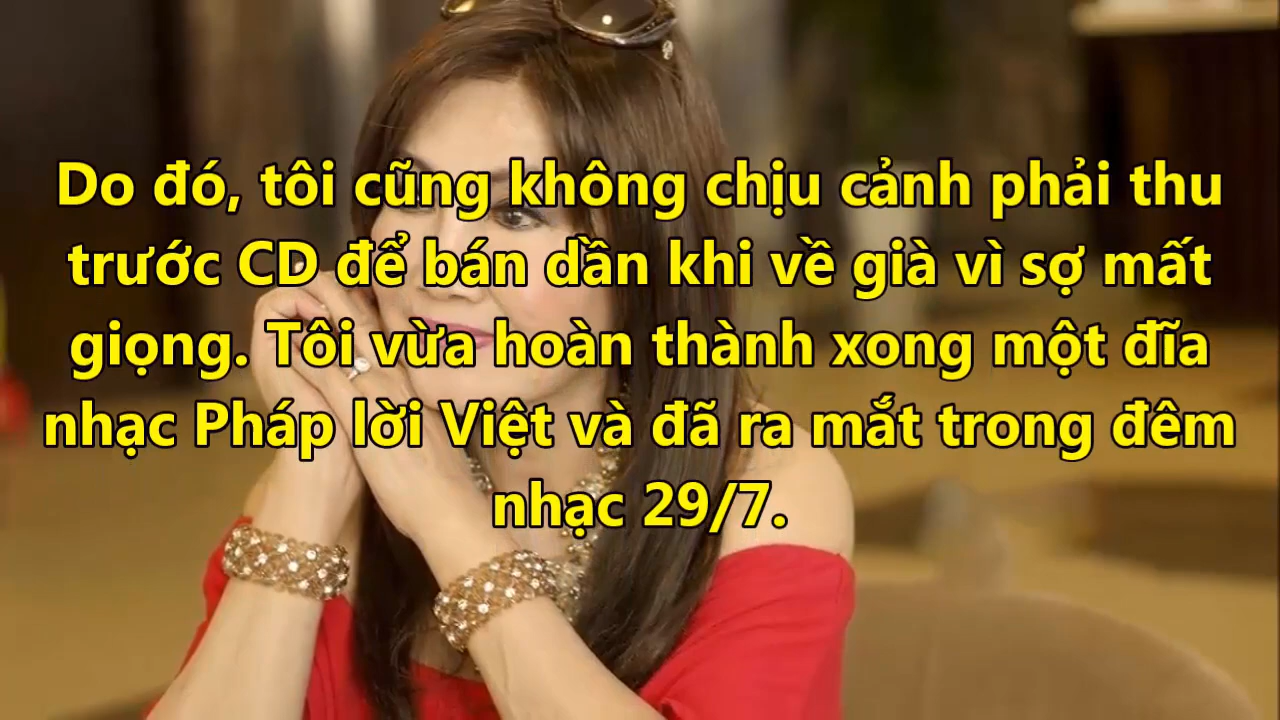 Do đó, tôi cũng không chịu cảnh phải thu
trước CD để bán dần khi về già vì sợ mất
giọng. Tôi vừa hoàn thành xong một đĩa
nhạc Pháp lời Việt và đã ra mắt trong đêm
nhạc 29/7.